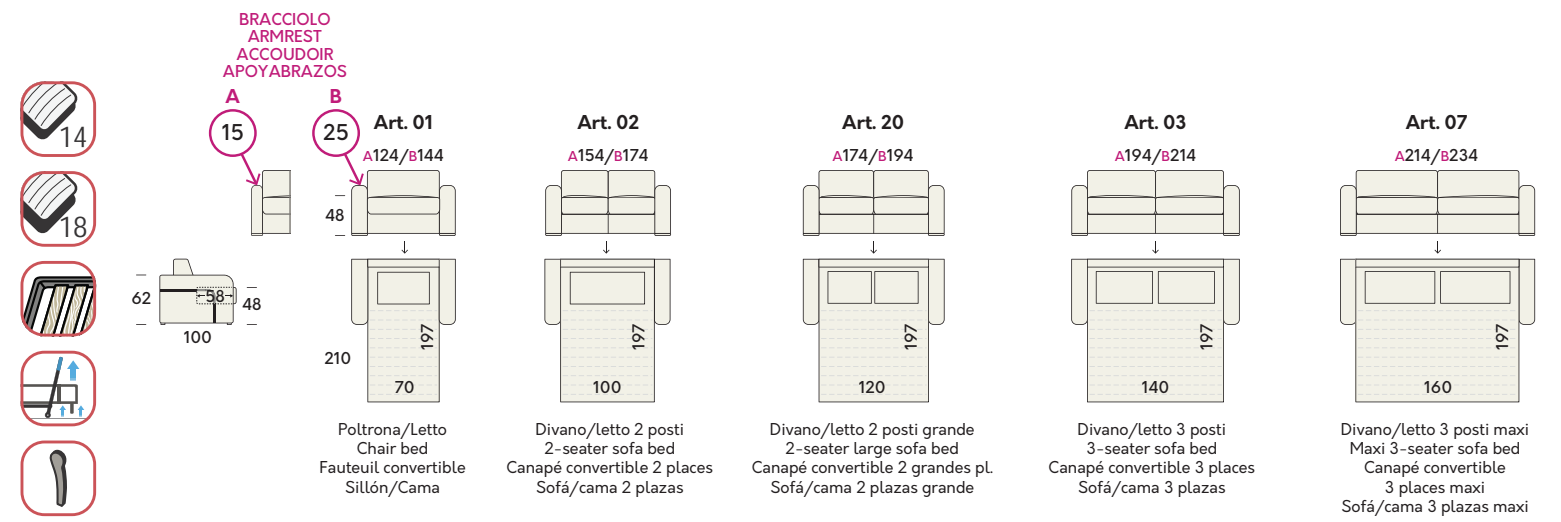 BRACCIOLO
ARMREST
ACCOUDOIR
APOYABRAZOS
A
B
15
25
14
18
Art. 01
A124/B144
48
62
58
48
100
210
197
70
Poltrona/Letto
Chair bed
Fauteuil convertible
Sillón/Cama
Art. 02
A154/B174
197
100
Divano/letto 2 posti
2-seater sofa bed
Canapé convertible 2 places
Sofá/cama 2 plazas
Art. 20
A174/B194
197
120
Divano/letto 2 posti grande
2-seater large sofa bed
Canapé convertible 2 grandes pl.
Sofá/cama 2 plazas grande
Art. 03
A194/B214
197
140
Divano/letto 3 posti
3-seater sofa bed
Canapé convertible 3 places
Sofá/cama 3 plazas
Art. 07
A214/B234
197
160
Divano/letto 3 posti maxi
Maxi 3-seater sofa bed
Canapé convertible
3 places maxi
Sofá/cama 3 plazas maxi